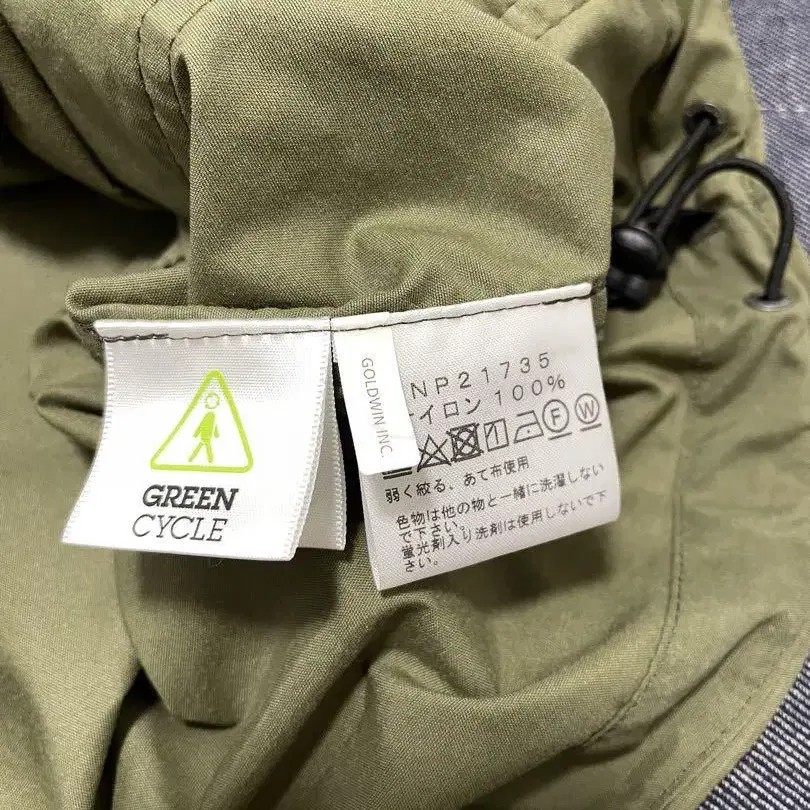 GREEN
CYCLE
GOLDWIN INC.
NP21735
イロン 100%
F W
弱く絞る、あて布使用
色物は他の物と一緒に洗濯しない
で下さい。
蛍光剤入り洗剤は使用しないで下
さい。